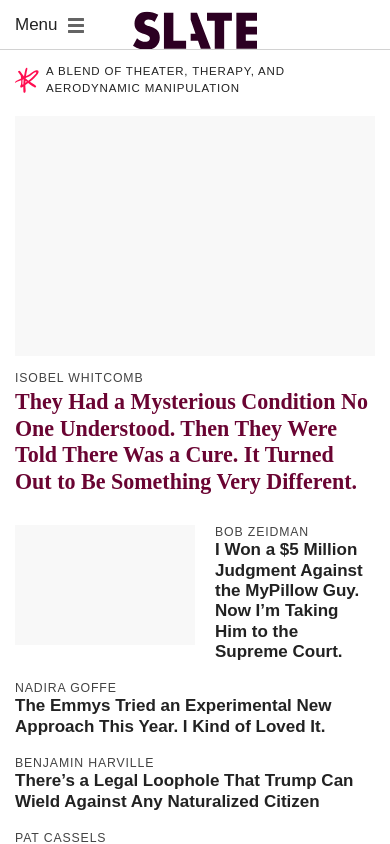 Menu
SLATE
A BLEND OF THEATER, THERAPY, AND
AERODYNAMIC MANIPULATION
ISOBEL WHITCOMB
They Had a Mysterious Condition No
One Understood. Then They Were
Told There Was a Cure. It Turned
Out to Be Something Very Different.
BOB ZEIDMAN
I Won a $5 Million
Judgment Against
the MyPillow Guy.
Now I’m Taking
Him to the
Supreme Court.
NADIRA GOFFE
The Emmys Tried an Experimental New
Approach This Year. I Kind of Loved It.
BENJAMIN HARVILLE
There’s a Legal Loophole That Trump Can
Wield Against Any Naturalized Citizen
PAT CASSELS